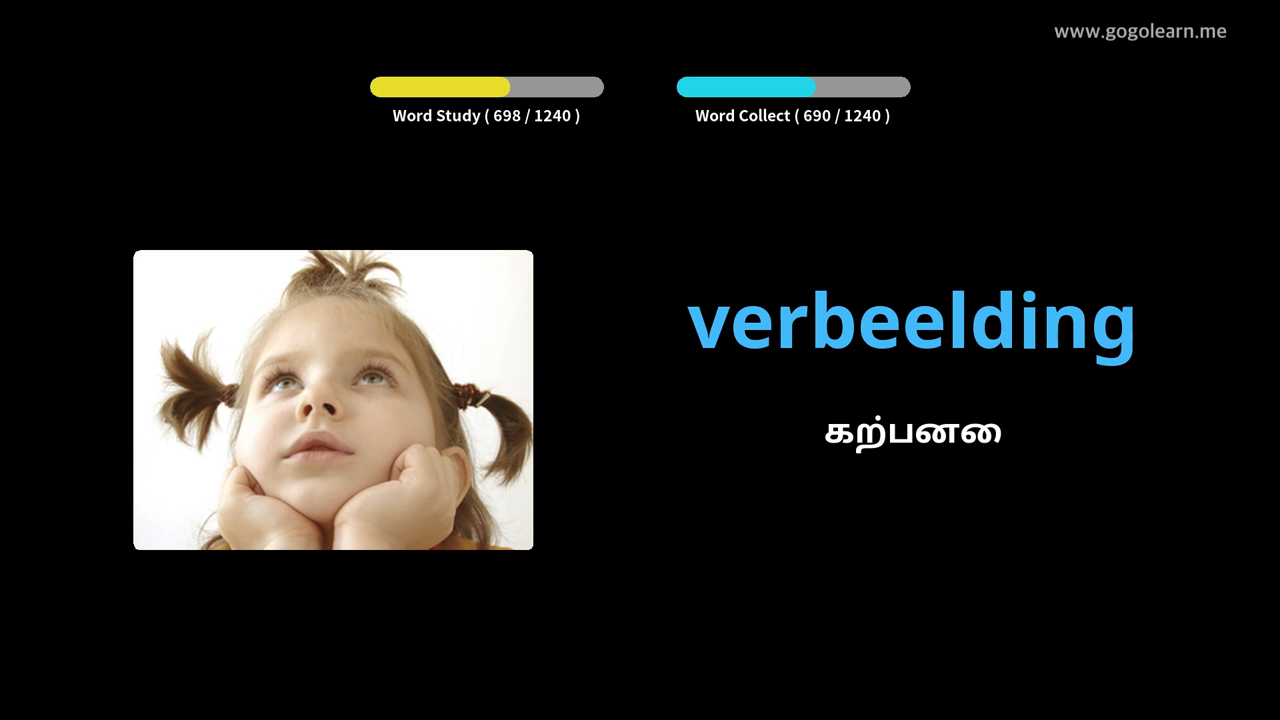 www.gogolearn.me
Word Study ( 698 / 1240 )
Word Collect ( 690 / 1240 )
verbeelding
கற்பனை